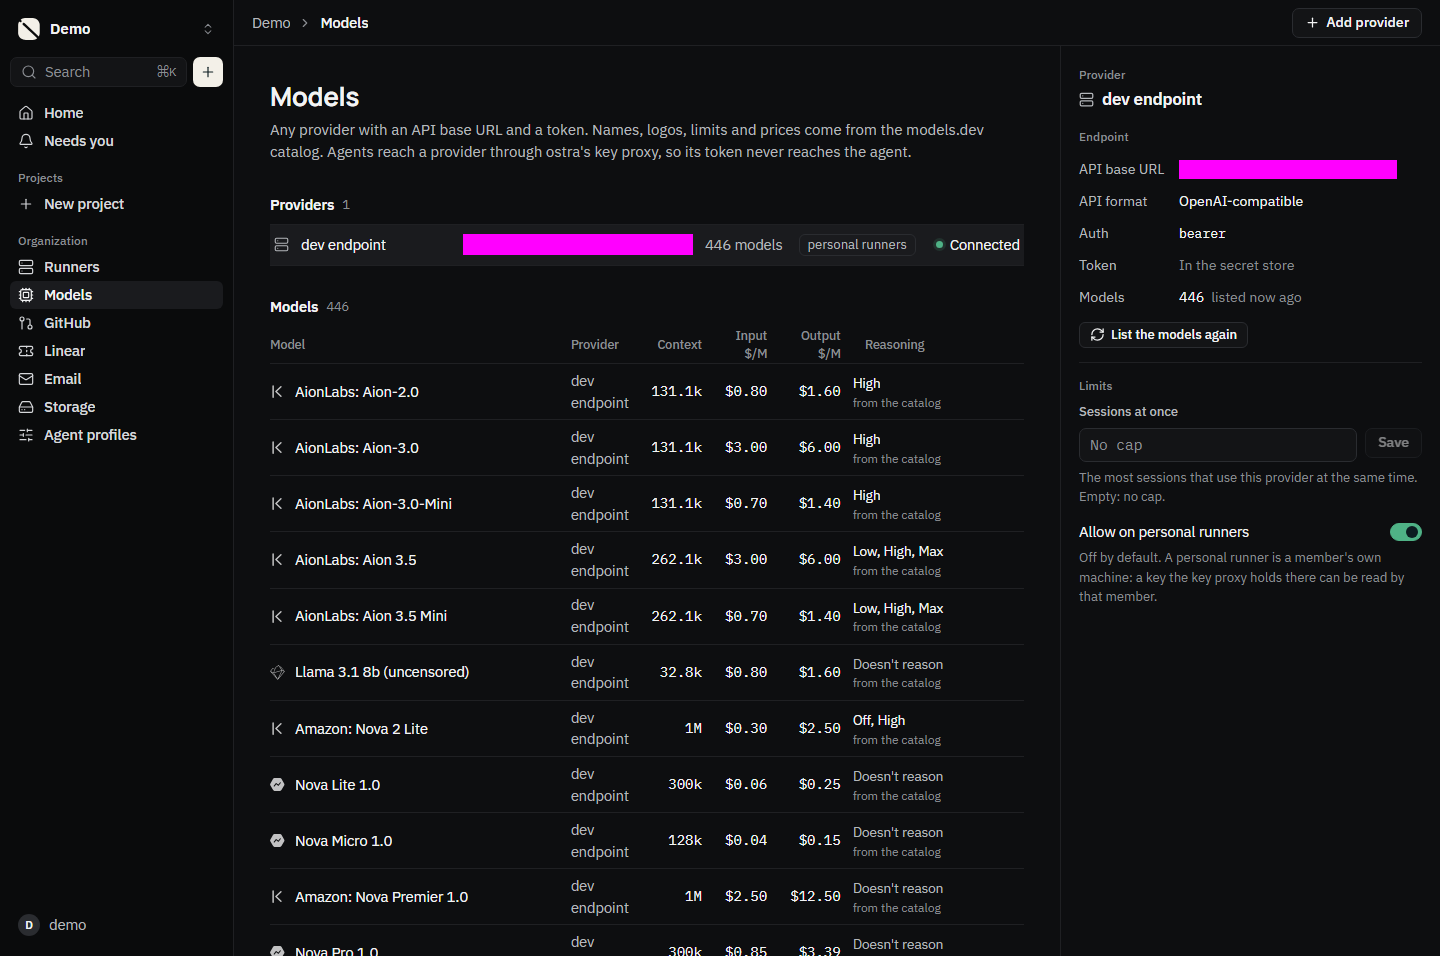 Demo
Search ⌘K
Home
Needs you
Projects
New project
Organization
Runners
Models
GitHub
Linear
Email
Storage
Agent profiles
D demo
Demo > Models
Add provider
Models
Any provider with an API base URL and a token. Names, logos, limits and prices come from the models.dev
catalog. Agents reach a provider through ostra's key proxy, so its token never reaches the agent.
Providers 1
dev endpoint 446 models personal runners Connected
Models 446
Model Provider Context Input $/M Output $/M Reasoning
AionLabs: Aion-2.0 dev endpoint 131.1k $0.80 $1.60 High from the catalog
AionLabs: Aion-3.0 dev endpoint 131.1k $3.00 $6.00 High from the catalog
AionLabs: Aion-3.0-Mini dev endpoint 131.1k $0.70 $1.40 High from the catalog
AionLabs: Aion 3.5 dev endpoint 262.1k $3.00 $6.00 Low, High, Max from the catalog
AionLabs: Aion 3.5 Mini dev endpoint 262.1k $0.70 $1.40 Low, High, Max from the catalog
Llama 3.1 8b (uncensored) dev endpoint 32.8k $0.80 $1.60 Doesn't reason from the catalog
Amazon: Nova 2 Lite dev endpoint 1M $0.30 $2.50 Off, High from the catalog
Nova Lite 1.0 dev endpoint 300k $0.06 $0.25 Doesn't reason from the catalog
Nova Micro 1.0 dev endpoint 128k $0.04 $0.15 Doesn't reason from the catalog
Amazon: Nova Premier 1.0 dev endpoint 1M $2.50 $12.50 Doesn't reason from the catalog
Nova Pro 1.0 dev 300k $0.85 $3.39 Doesn't reason
Provider
dev endpoint
Endpoint
API base URL
API format OpenAI-compatible
Auth bearer
Token In the secret store
Models 446 listed now ago
List the models again
Limits
Sessions at once
No cap Save
The most sessions that use this provider at the same time.
Empty: no cap.
Allow on personal runners
Off by default. A personal runner is a member's own
machine: a key the key proxy holds there can be read by
that member.